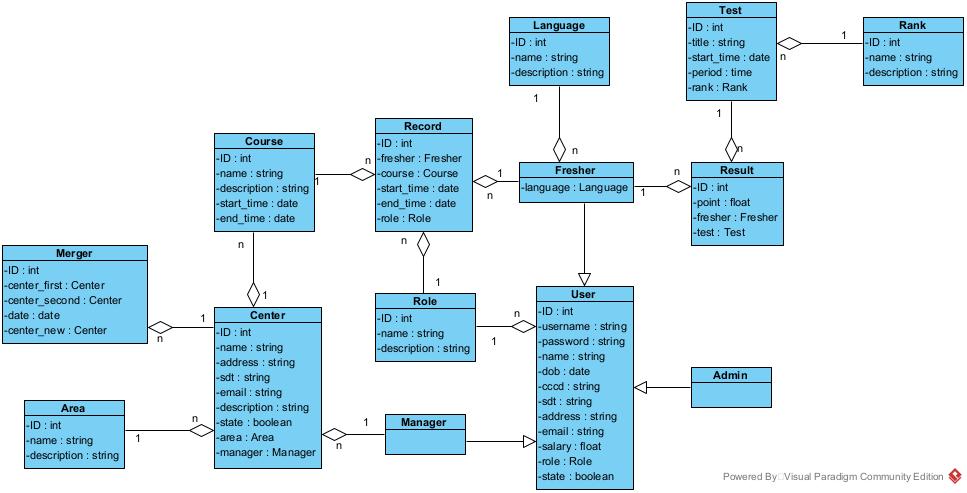 Language
-ID : int
-name : string
-description : string
1
n
Test
-ID : int
-title : string
-start_time : date
-period : time
-rank : Rank
n
1
Rank
-ID : int
-name : string
-description : string
1
n
Course
-ID : int
-name : string
-description : string
-start_time : date
-end_time : date
1
n
Record
-ID : int
-fresher : Fresher
-course : Course
-start_time : date
-end_time : date
-role : Role
n
1
Fresher
-language : Language
1
n
Result
-ID : int
-point : float
-fresher : Fresher
-test : Test
n
1
n
1
Merger
-ID : int
-center_first : Center
-center_second : Center
-date : date
-center_new : Center
n
1
Center
-ID : int
-name : string
-address : string
-sdt : string
-email : string
-description : string
-state : boolean
-area : Area
-manager : Manager
Role
-ID : int
-name : string
-description : string
1
n
User
-ID : int
-username : string
-password : string
-name : string
-dob : date
-cccd : string
-sdt : string
-address : string
-email : string
-salary : float
-role : Role
-state : boolean
Admin
Area
-ID : int
-name : string
-description : string
1
n
n
1
Manager
Powered By Visual Paradigm Community Edition